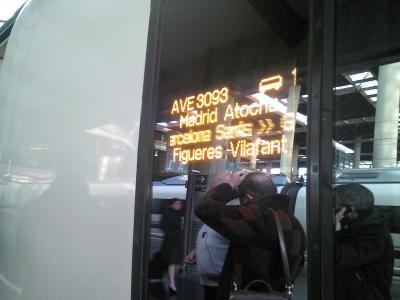 AVE 3093
Madrid Atocha
arcelona Sants »
Figueres Vilafant